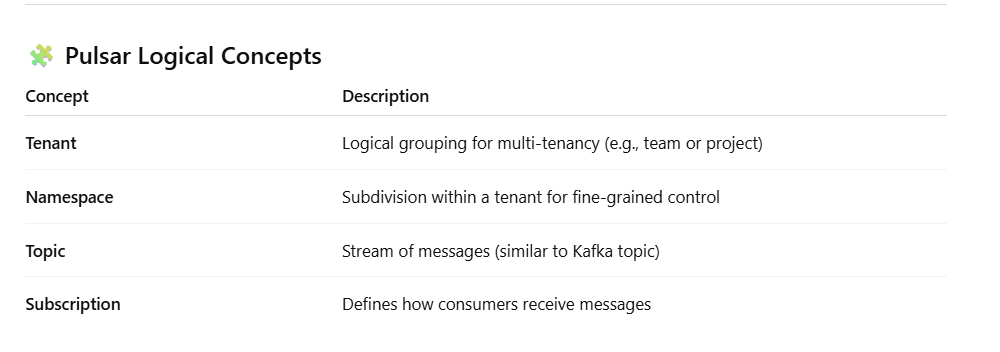 🧩 Pulsar Logical Concepts
Concept Description
Tenant Logical grouping for multi-tenancy (e.g., team or project)
Namespace Subdivision within a tenant for fine-grained control
Topic Stream of messages (similar to Kafka topic)
Subscription Defines how consumers receive messages